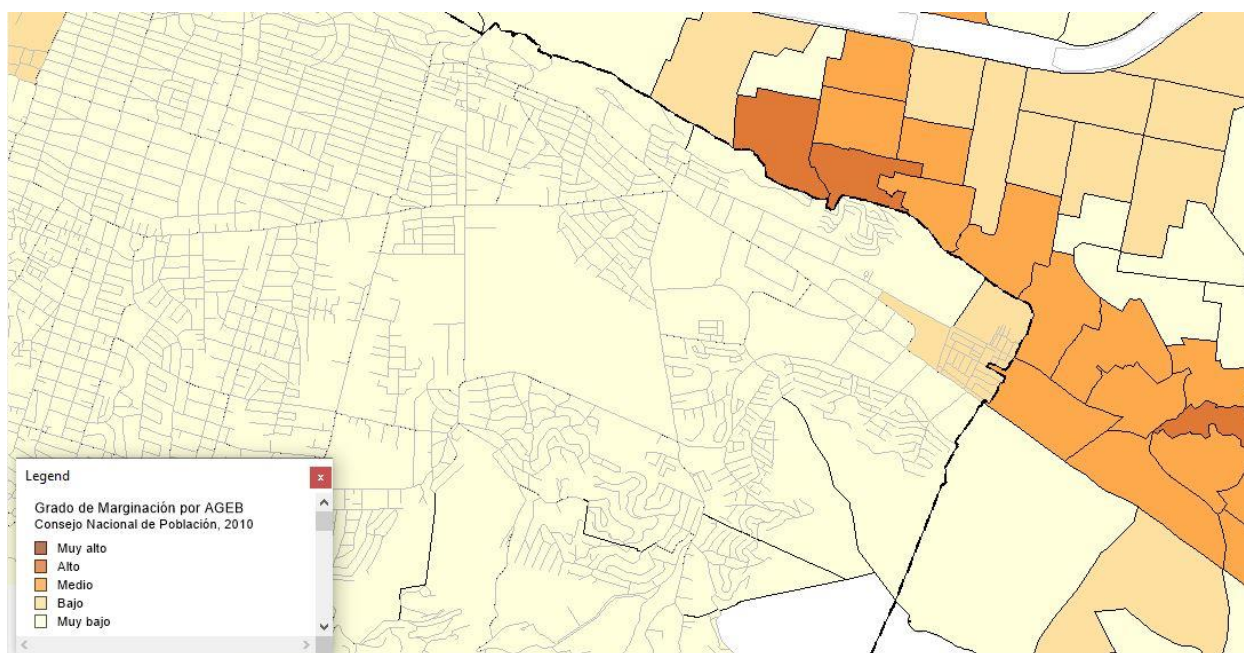 Legend
x
Grado de Marginación por AGEB
Consejo Nacional de Población, 2010
Muy alto
Alto
Medio
Bajo
Muy bajo